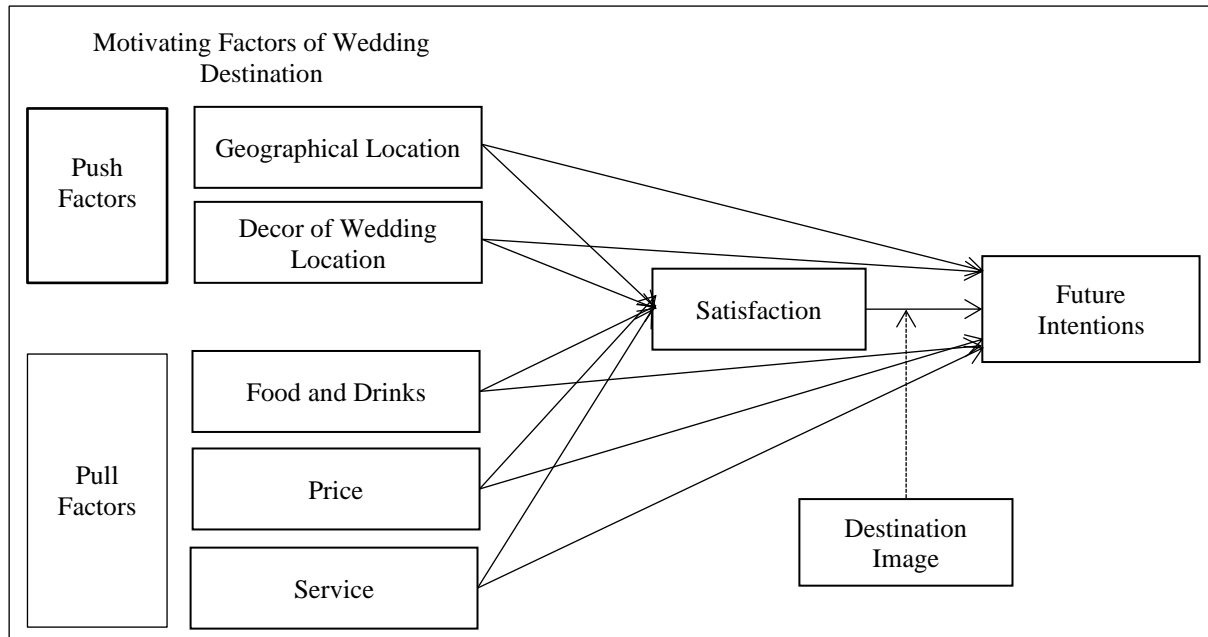 Motivating Factors of Wedding
Destination
Push
Factors
Geographical Location
Decor of Wedding
Location
Satisfaction
Future
Intentions
Pull
Factors
Food and Drinks
Price
Service
Destination
Image